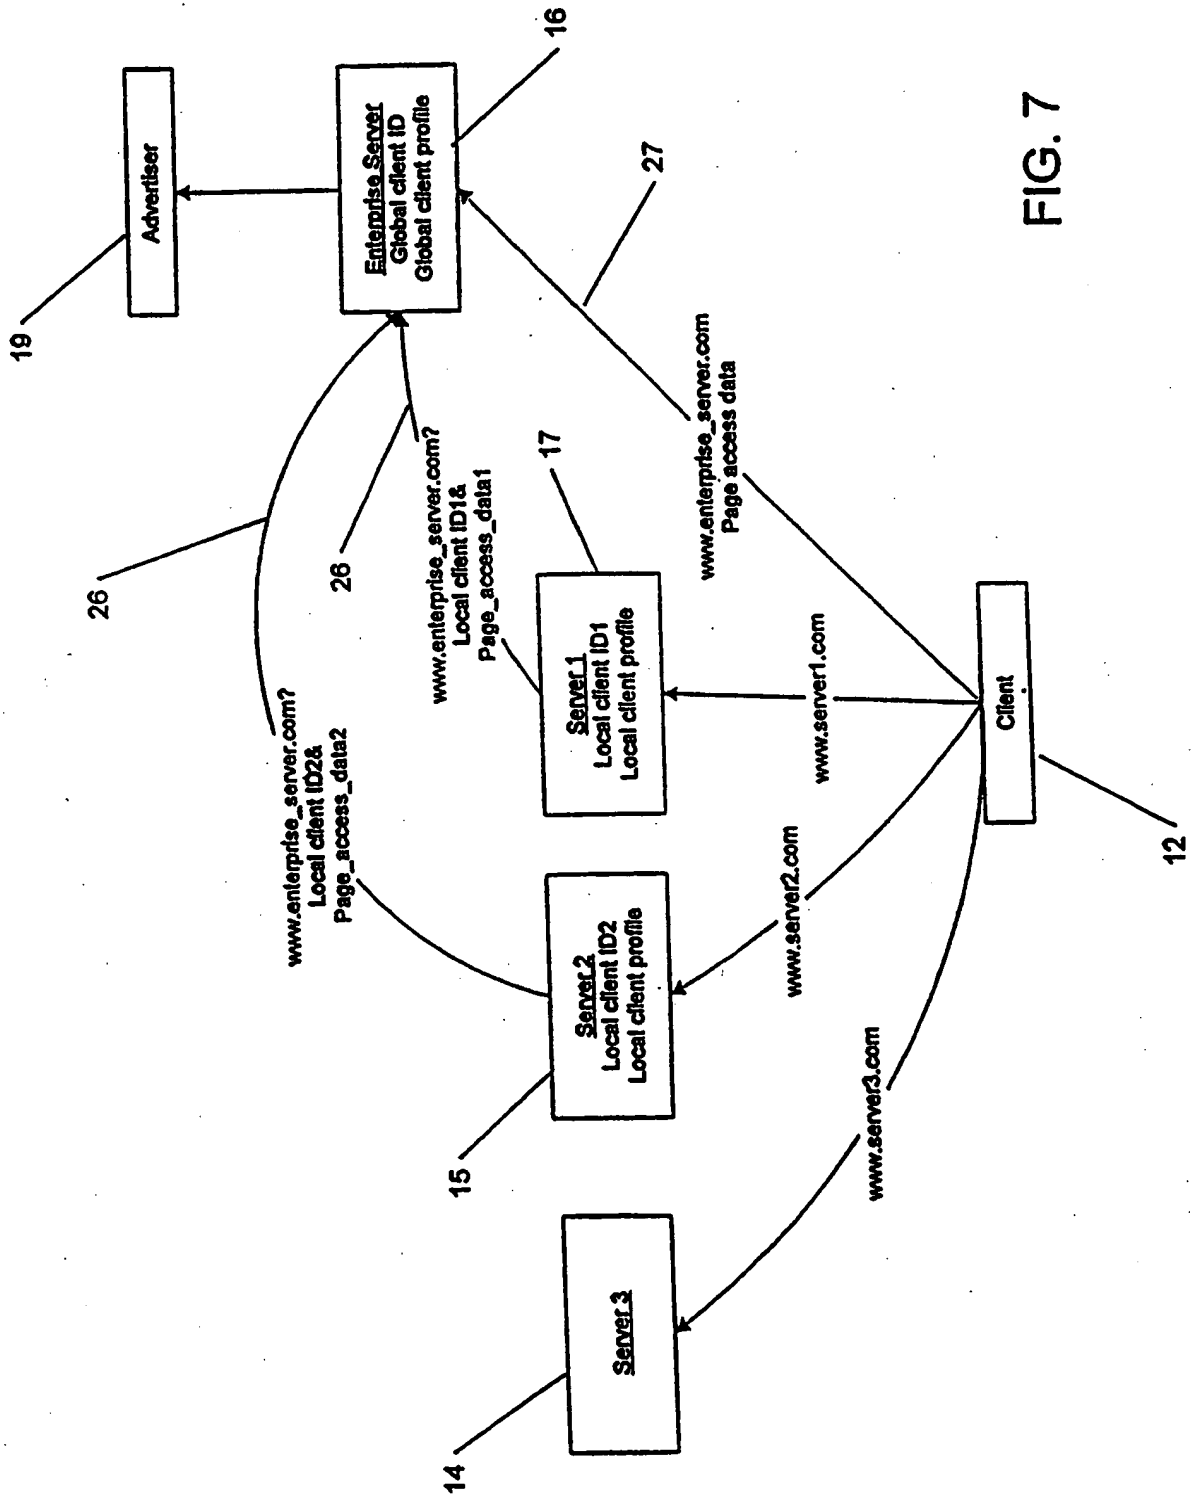 19
Advertiser
16
Enterprise Server
Global client ID
Global client profile
26
26
27
www.enterprise_server.com?
Local client ID2&
Page_access_data2
www.enterprise_server.com?
Local client ID1&
Page_access_data1
www.enterprise_server.com
Page access data
14
Server 3
15
Server 2
Local client ID2
Local client profile
17
Server 1
Local client ID1
Local client profile
www.server3.com
www.server2.com
www.server1.com
12
Client
FIG. 7